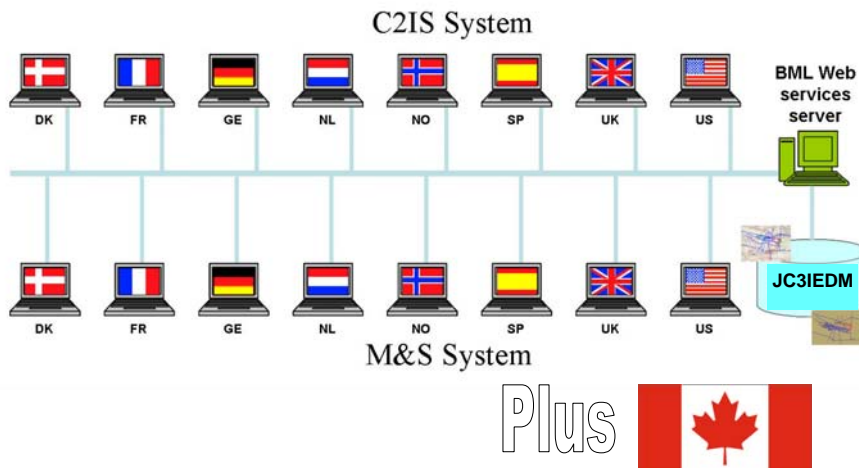 C2IS System
DK FR GE NL NO SP UK US
BML Web
services
server
JC3IEDM
DK FR GE NL NO SP UK US
M&S System
Plus